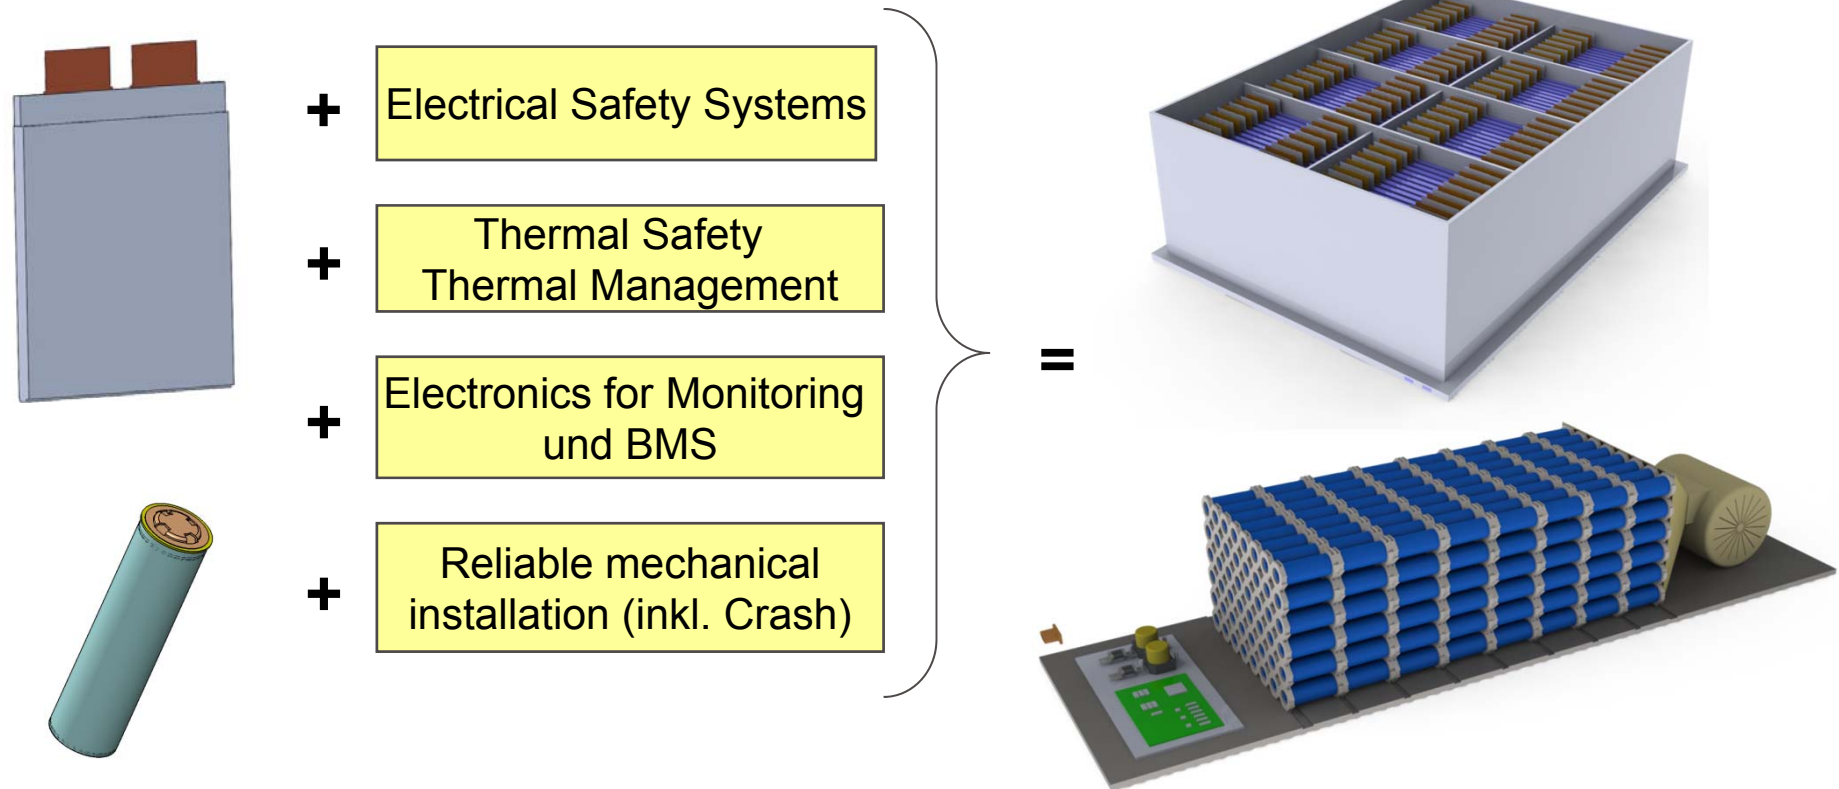 + Electrical Safety Systems
+ Thermal Safety
Thermal Management
+ Electronics for Monitoring
und BMS
+ Reliable mechanical
installation (inkl. Crash)
=